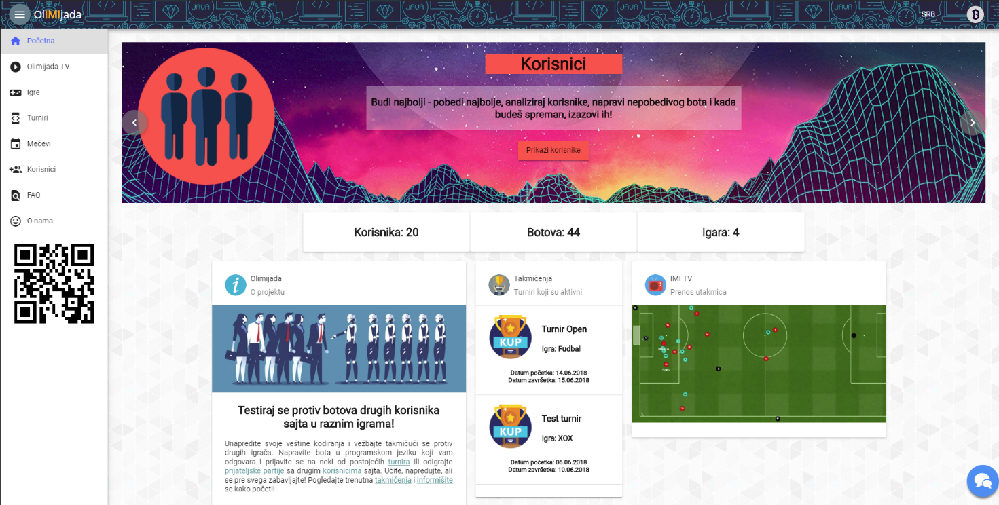 OlIMIjada
SRB
Početna
Olimijada TV
Igre
Turniri
Mečevi
Korisnici
FAQ
O nama
Korisnici
Budi najbolji - pobedi najbolje, analiziraj korisnike, napravi nepobedivog bota i kada
budeš spreman, izazovi ih!
Prikaži korisnike
Korisnika: 20
Botova: 44
Igara: 4
Olimijada
O projektu
Testiraj se protiv botova drugih korisnika
sajta u raznim igrama!
Unapredite svoje veštine kodiranja i vežbajte takmičući se protiv
drugih igrača. Napravite bota u programskom jeziku koji vam
odgovara i prijavite se na neki od postojećih turnira ili odigrajte
prijateljske partije sa drugim korisnicima sajta. Učite, napredujte, ali
se pre svega zabavljajte! Pogledajte trenutna takmičenja i informišite
se kako početi!
Takmičenja
Turniri koji su aktivni
KUP
Turnir Open
Igra: Fudbal
Datum početka: 14.06.2018
Datum završetka: 15.06.2018
KUP
Test turnir
Igra: XOX
Datum početka: 06.06.2018
Datum završetka: 10.06.2018
IMI TV
Prenos utakmica